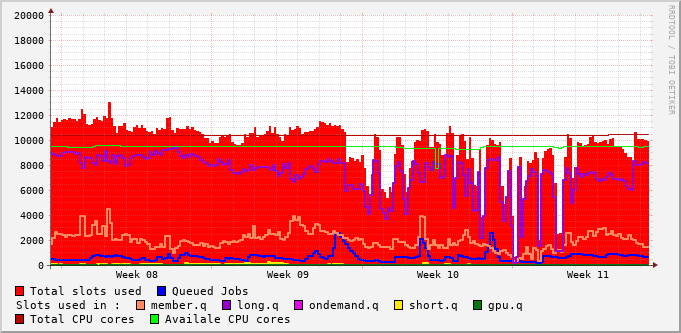 20000
18000
16000
14000
12000
10000
8000
6000
4000
2000
0
Week 08 Week 09 Week 10 Week 11
RRDTOOL / TOBI OETIKER
Total slots used Queued Jobs
Slots used in : member.q long.q ondemand.q short.q gpu.q
Total CPU cores Availale CPU cores